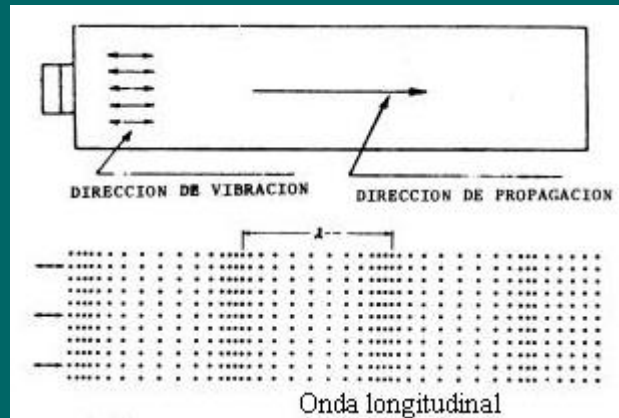 DIRECCION DE VIBRACION
DIRECCION DE PROPAGACION
λ
Onda longitudinal